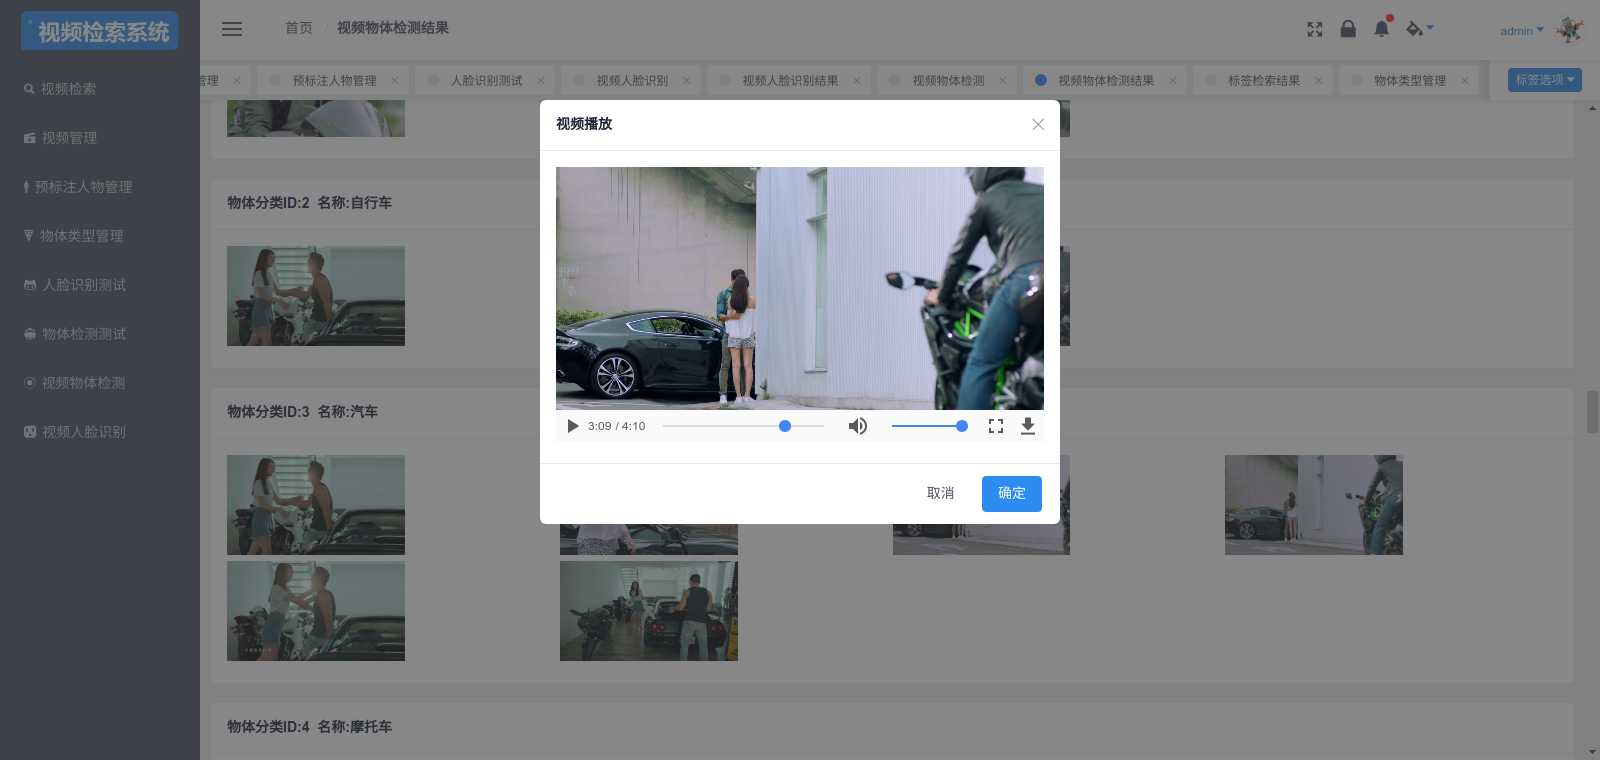 视频检索系统
首页 / 视频物体检测结果
admin
管理
预标注人物管理
人脸识别测试
视频人脸识别
视频人脸识别结果
视频物体检测
视频物体检测结果
标签检索结果
物体类型管理
标签选项
视频检索
视频管理
预标注人物管理
物体类型管理
人脸识别测试
物体检测测试
视频物体检测
视频人脸识别
视频播放
3:09 / 4:10
取消
确定
物体分类ID:2 名称:自行车
物体分类ID:3 名称:汽车
物体分类ID:4 名称:摩托车